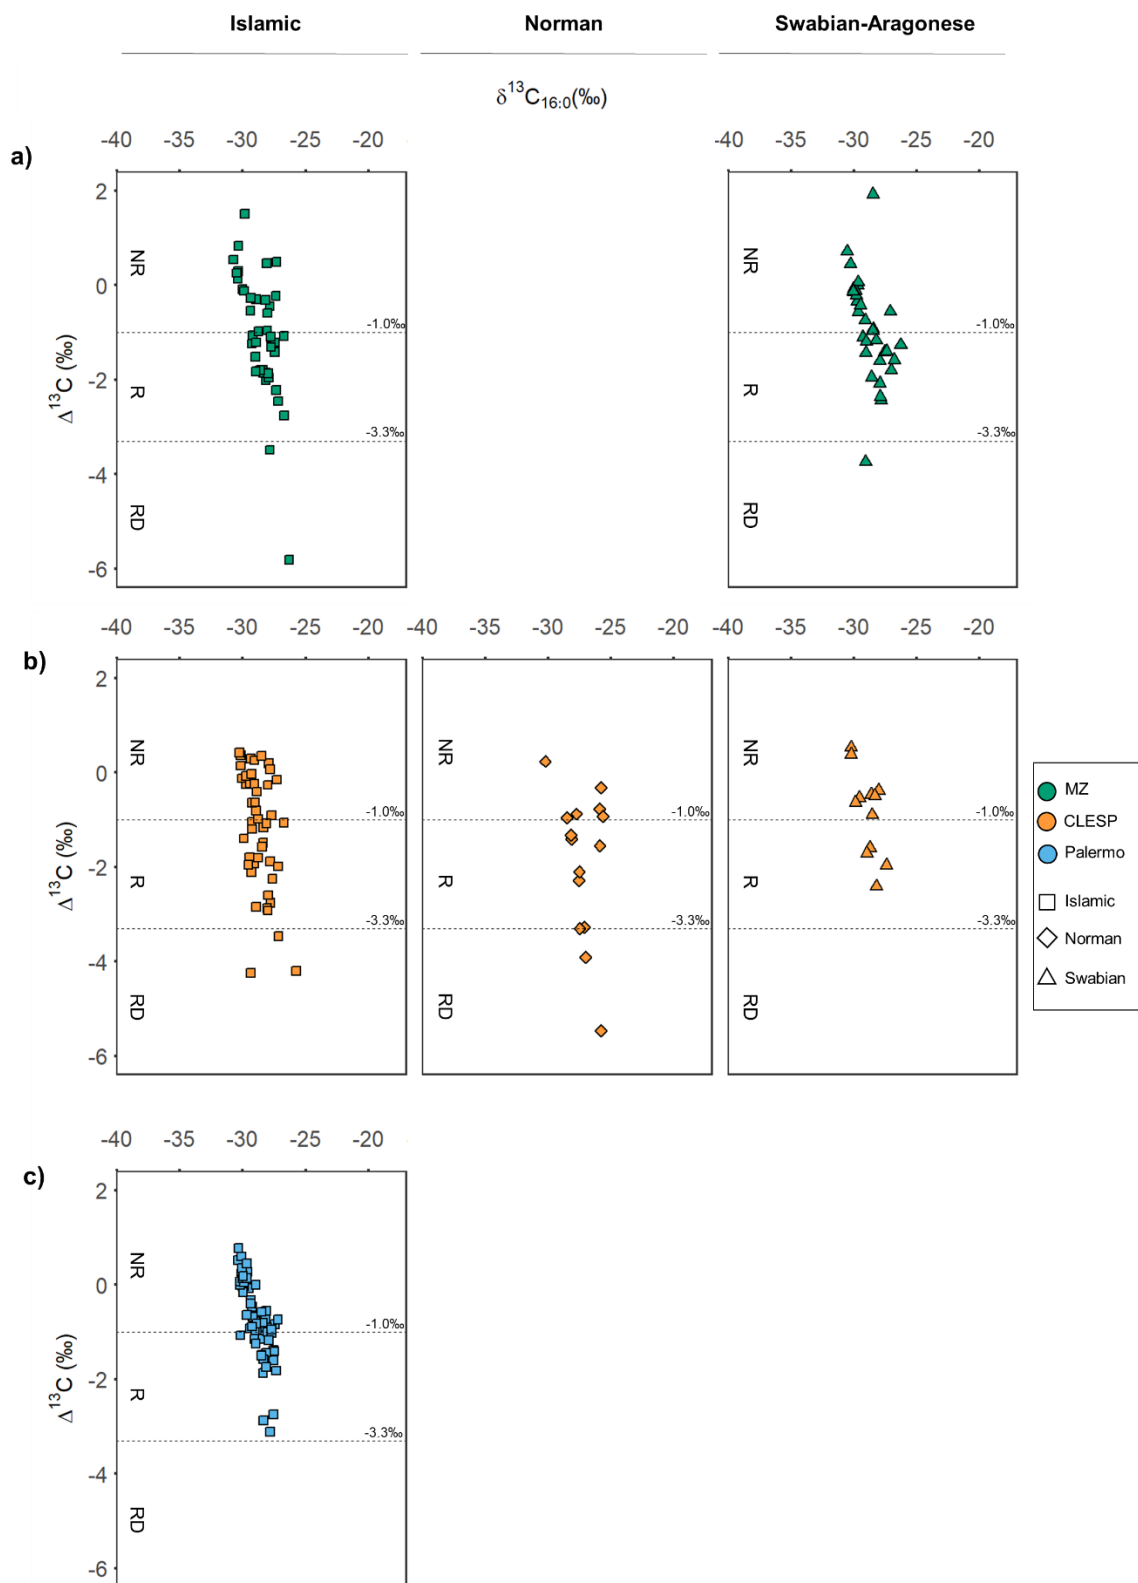 Islamic Norman Swabian-Aragonese
δ13C16:0(‰)
-40 -35 -30 -25 -20 -40 -35 -30 -25 -20
a)
2
0
-2
-4
-6
Δ13C (‰)
NR
R
RD
-1.0‰
-3.3‰
NR
R
RD
-1.0‰
-3.3‰
-40 -35 -30 -25 -20 -40 -35 -30 -25 -20 -40 -35 -30 -25 -20
b)
2
0
-2
-4
-6
Δ13C (‰)
NR
R
RD
-1.0‰
-3.3‰
NR
R
RD
-1.0‰
-3.3‰
NR
R
RD
-1.0‰
-3.3‰
MZ
CLESP
Palermo
Islamic
Norman
Swabian
-40 -35 -30 -25 -20
c)
2
0
-2
-4
-6
Δ13C (‰)
NR
R
RD
-1.0‰
-3.3‰